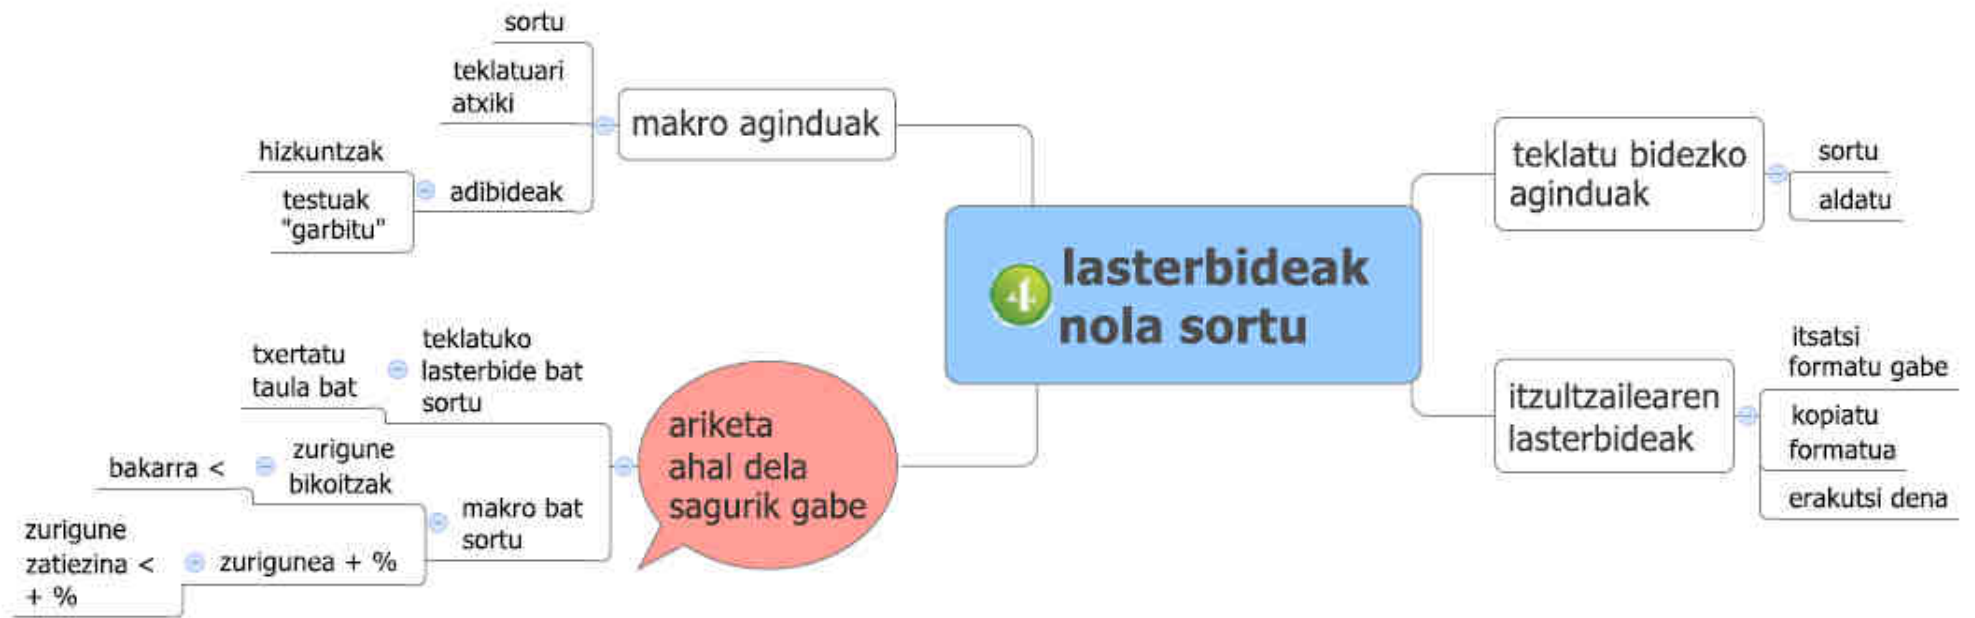 4
lasterbideak
nola sortu
teklatu bidezko
aginduak
sortu
aldatu
itzultzailearen
lasterbideak
itsatsi
formatu gabe
kopiatu
formatua
erakutsi dena
makro aginduak
sortu
teklatuari
atxiki
adibideak
hizkuntzak
testuak
"garbitu"
ariketa
ahal dela
sagurik gabe
teklatuko
lasterbide bat
sortu
txertatu
taula bat
makro bat
sortu
zurigune
bikoitzak
bakarra <
zurigunea + %
zurigune
zatiezina <
+ %